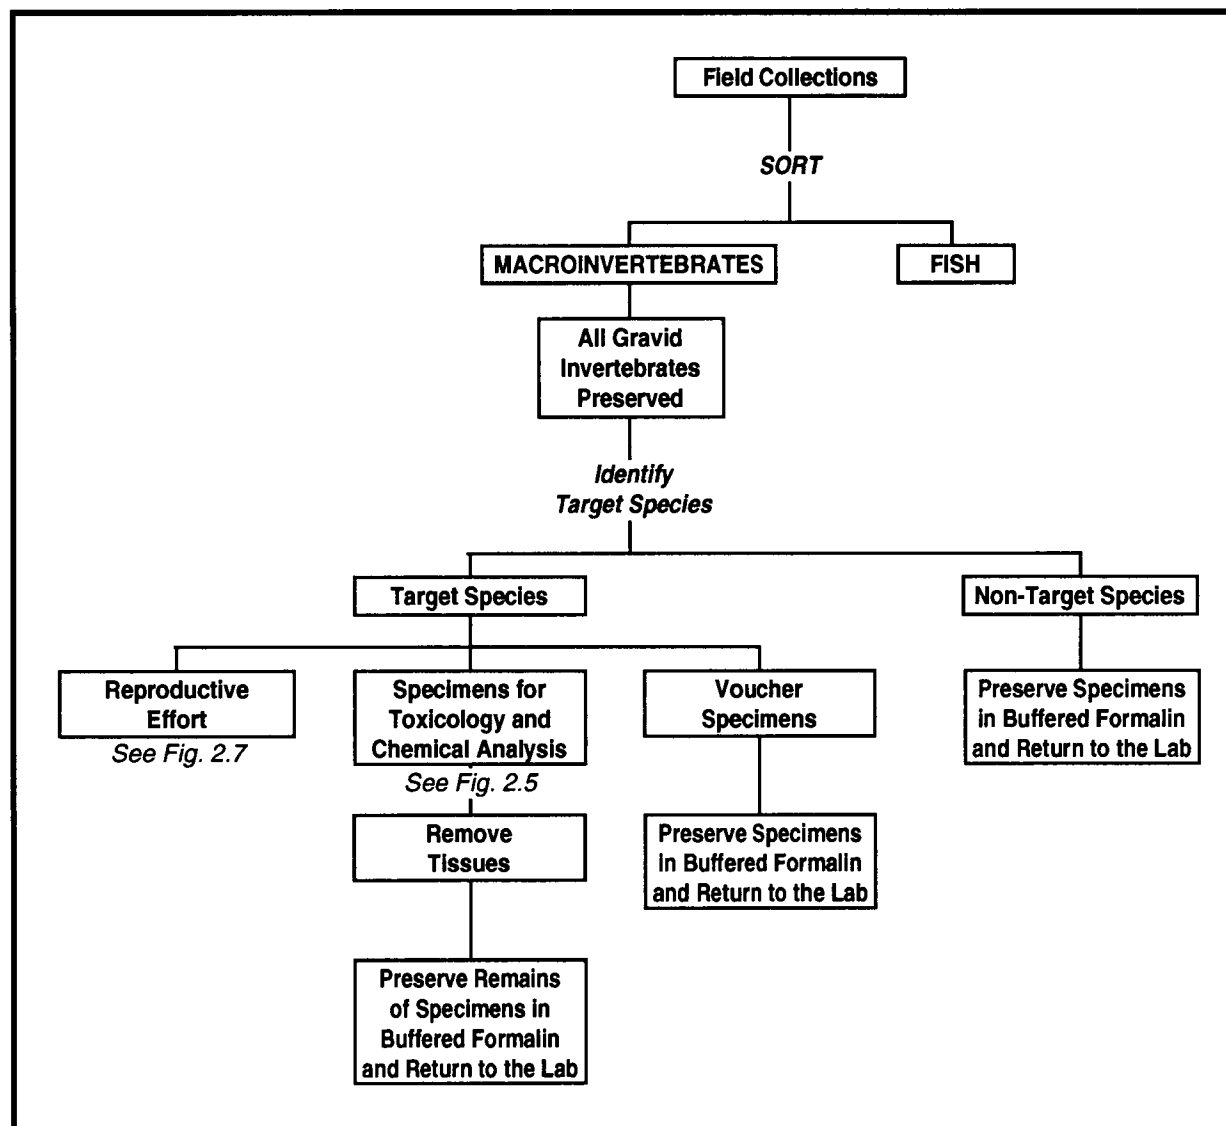 Field Collections
SORT
MACROINVERTEBRATES
FISH
All Gravid
Invertebrates
Preserved
Identify
Target Species
Target Species
Non-Target Species
Reproductive
Effort
See Fig. 2.7
Specimens for
Toxicology and
Chemical Analysis
See Fig. 2.5
Remove
Tissues
Preserve Remains
of Specimens in
Buffered Formalin
and Return to the Lab
Voucher
Specimens
Preserve Specimens
in Buffered Formalin
and Return to the Lab
Preserve Specimens
in Buffered Formalin
and Return to the Lab